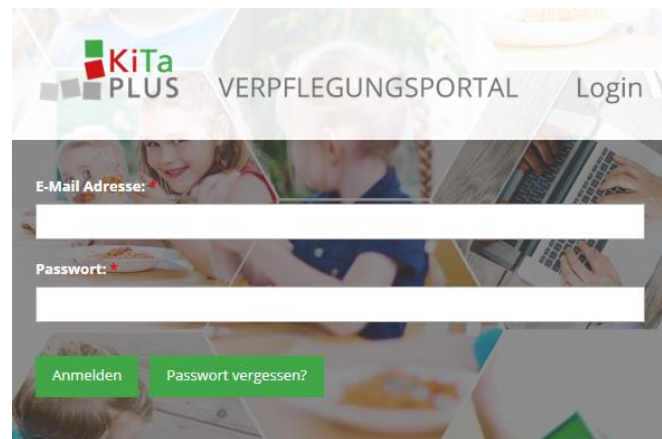 KiTa
PLUS
VERPFLEGUNGSPORTAL Login
E-Mail Adresse: *
Passwort: *
Anmelden Passwort vergessen?